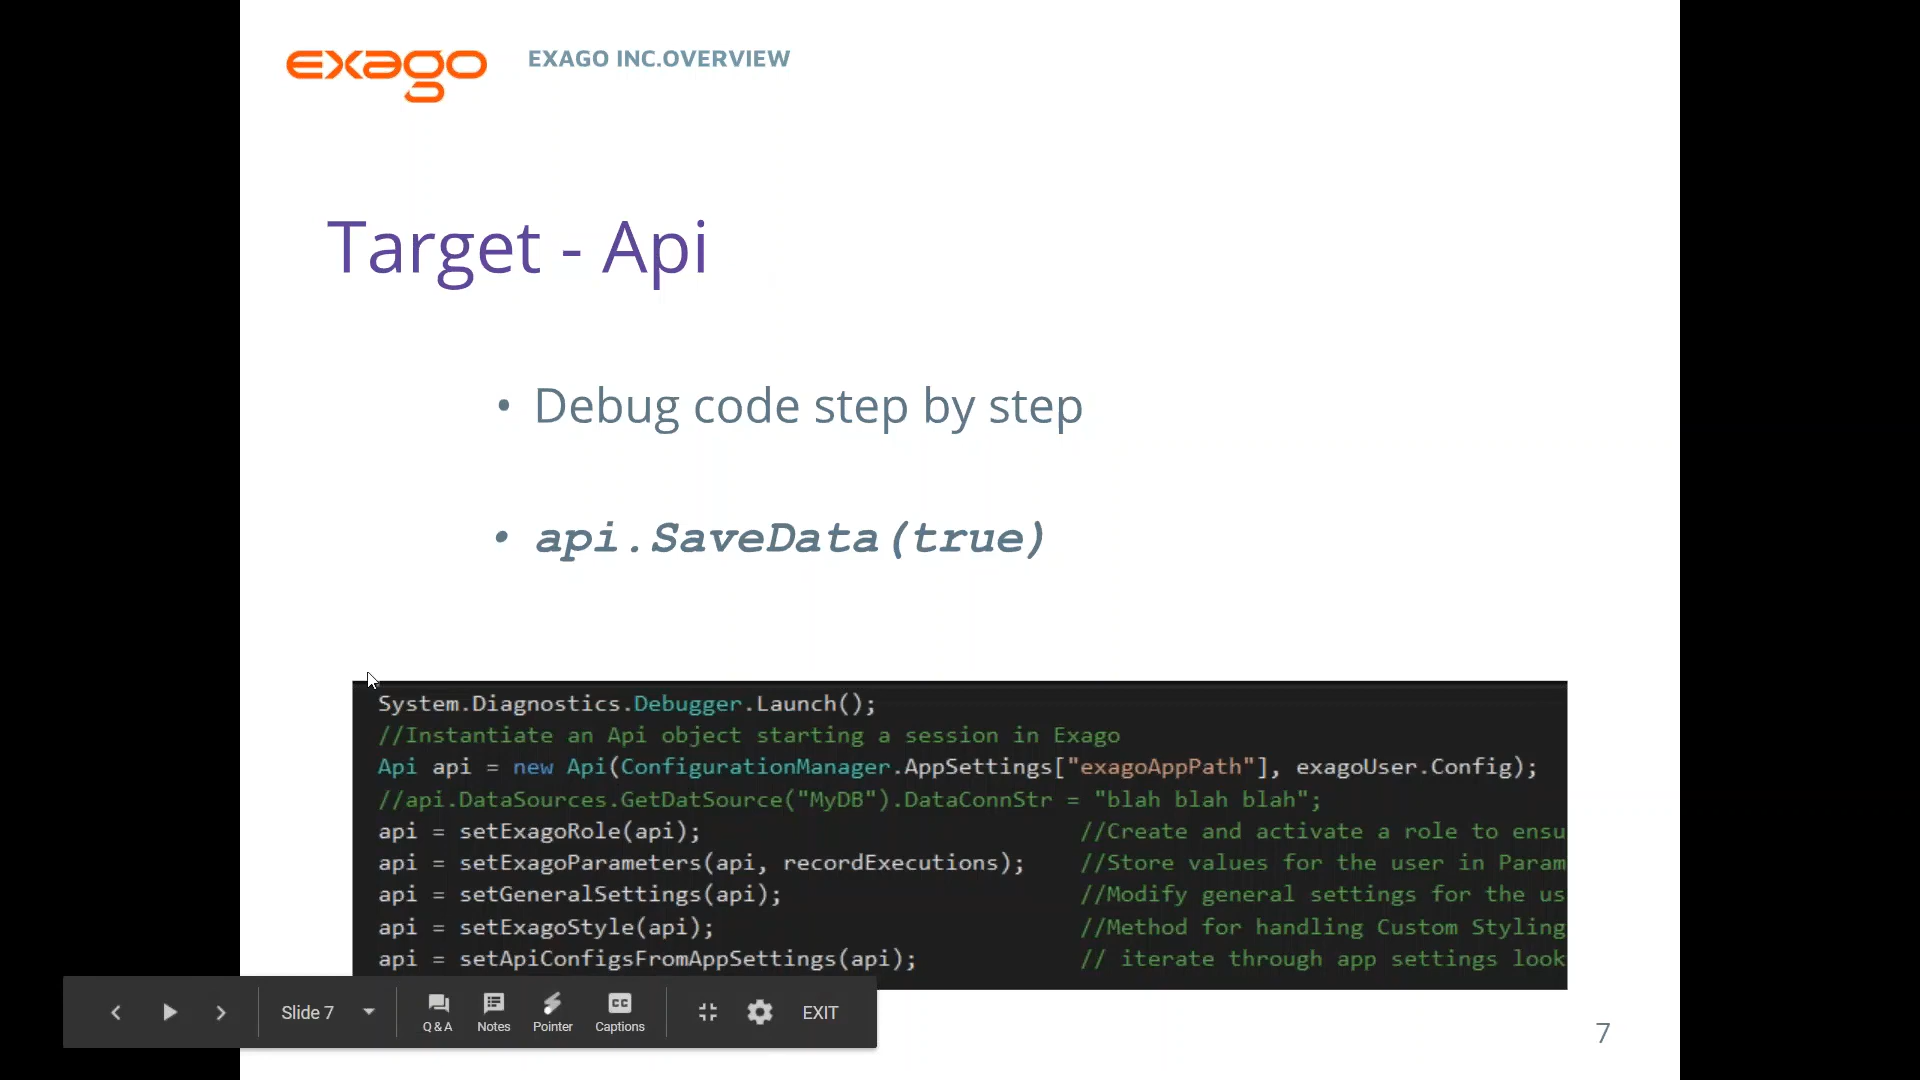 exago
EXAGO INC.OVERVIEW
Target - Api
• Debug code step by step
• api.SaveData(true)
System.Diagnostics.Debugger.Launch();
//Instantiate an Api object starting a session in Exago
Api api = new Api(ConfigurationManager.AppSettings["exagoAppPath"], exagoUser.Config);
//api.DataSources.GetDatSource("MyDB").DataConnStr = "blah blah blah";
api = setExagoRole(api); //Create and activate a role to ensu
api = setExagoParameters(api, recordExecutions); //Store values for the user in Param
api = setGeneralSettings(api); //Modify general settings for the us
api = setExagoStyle(api); //Method for handling Custom Styling
api = setApiConfigsFromAppSettings(api); // iterate through app settings look
Slide 7
Q & A
Notes
Pointer
CC
Captions
EXIT
7